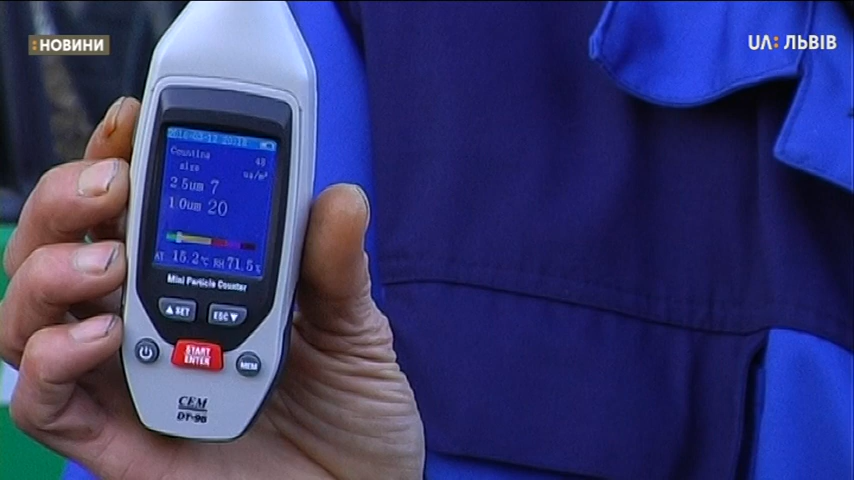 НОВИНИ
UA: ЛЬВІВ
Counting 48
size ug/m³
2.5um 7
10um 20
AT 15.2°C RH 71.5%
Mini Particle Counter
▲SET ESC▼
START
ENTER
MEM
CEM
DT-96